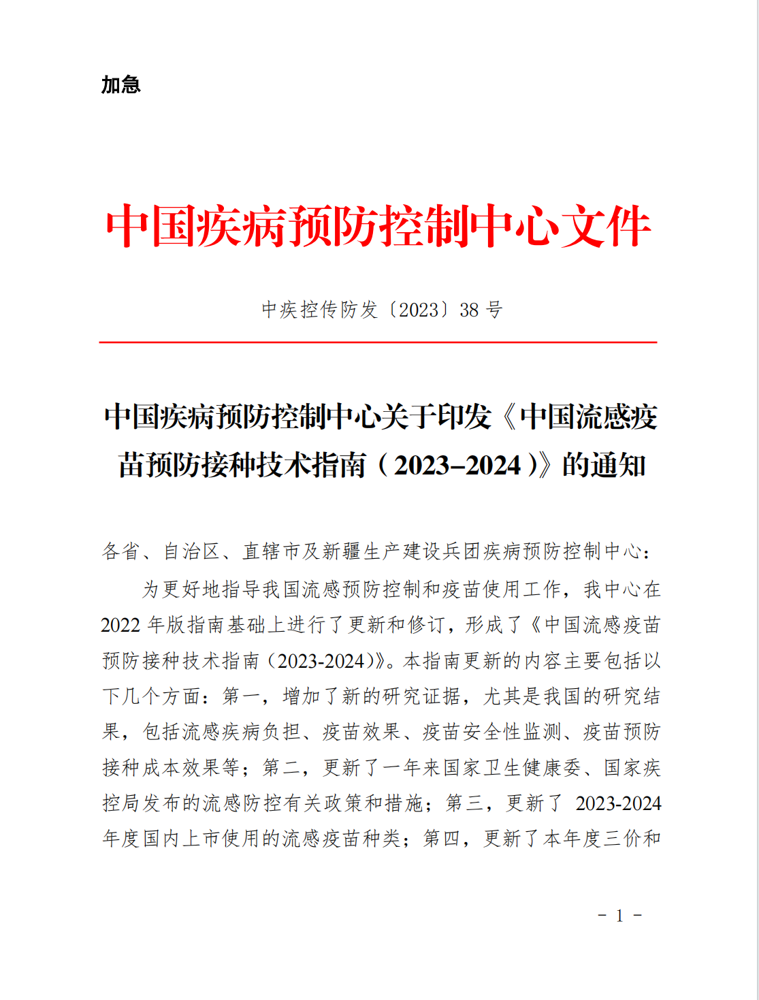 加急
中国疾病预防控制中心文件
中疾控传防发〔2023〕38 号
中国疾病预防控制中心关于印发《中国流感疫
苗预防接种技术指南（2023-2024）》的通知
各省、自治区、直辖市及新疆生产建设兵团疾病预防控制中心：
为更好地指导我国流感预防控制和疫苗使用工作，我中心在
2022 年版指南基础上进行了更新和修订，形成了《中国流感疫苗
预防接种技术指南（2023-2024）》。本指南更新的内容主要包括以
下几个方面：第一，增加了新的研究证据，尤其是我国的研究结
果，包括流感疾病负担、疫苗效果、疫苗安全性监测、疫苗预防
接种成本效果等；第二，更新了一年来国家卫生健康委、国家疾
控局发布的流感防控有关政策和措施；第三，更新了 2023-2024
年度国内上市使用的流感疫苗种类；第四，更新了本年度三价和
- 1 -